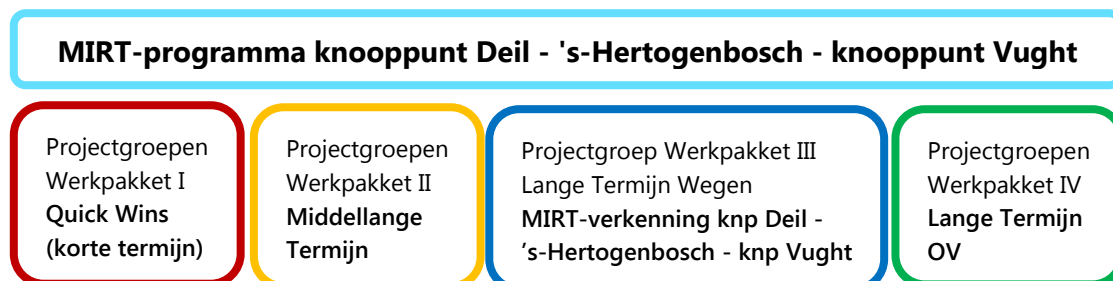 MIRT-programma knooppunt Deil - 's-Hertogenbosch - knooppunt Vught
Projectgroepen
Werkpakket I
Quick Wins
(korte termijn)
Projectgroepen
Werkpakket II
Middellange
Termijn
Projectgroep Werkpakket III
Lange Termijn Wegen
MIRT-verkenning knp Deil -
’s-Hertogenbosch - knp Vught
Projectgroepen
Werkpakket IV
Lange Termijn
OV